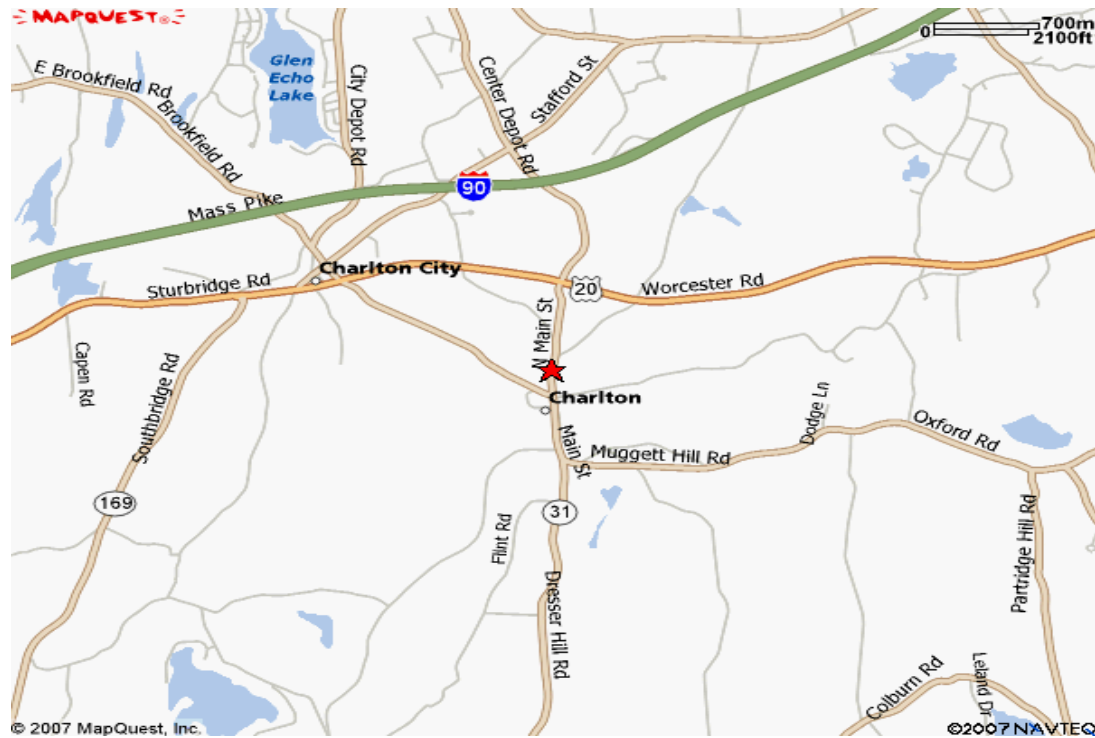 MAPQUEST®
700m
0
2100ft
Glen
Echo
Lake
E Brookfield Rd
Brookfield Rd
City Depot Rd
Center Depot Rd
Stafford St
90
Mass Pike
Charlton City
Sturbridge Rd
20
Worcester Rd
N Main St
Capen Rd
Southbridge Rd
Charlton
Dodge Ln
Oxford Rd
Main St
Muggett Hill Rd
169
31
Flint Rd
Partridge Hill Rd
Dresser Hill Rd
Colburn Rd
Leland Dr
© 2007 MapQuest, Inc.
©2007 NAVTEQ